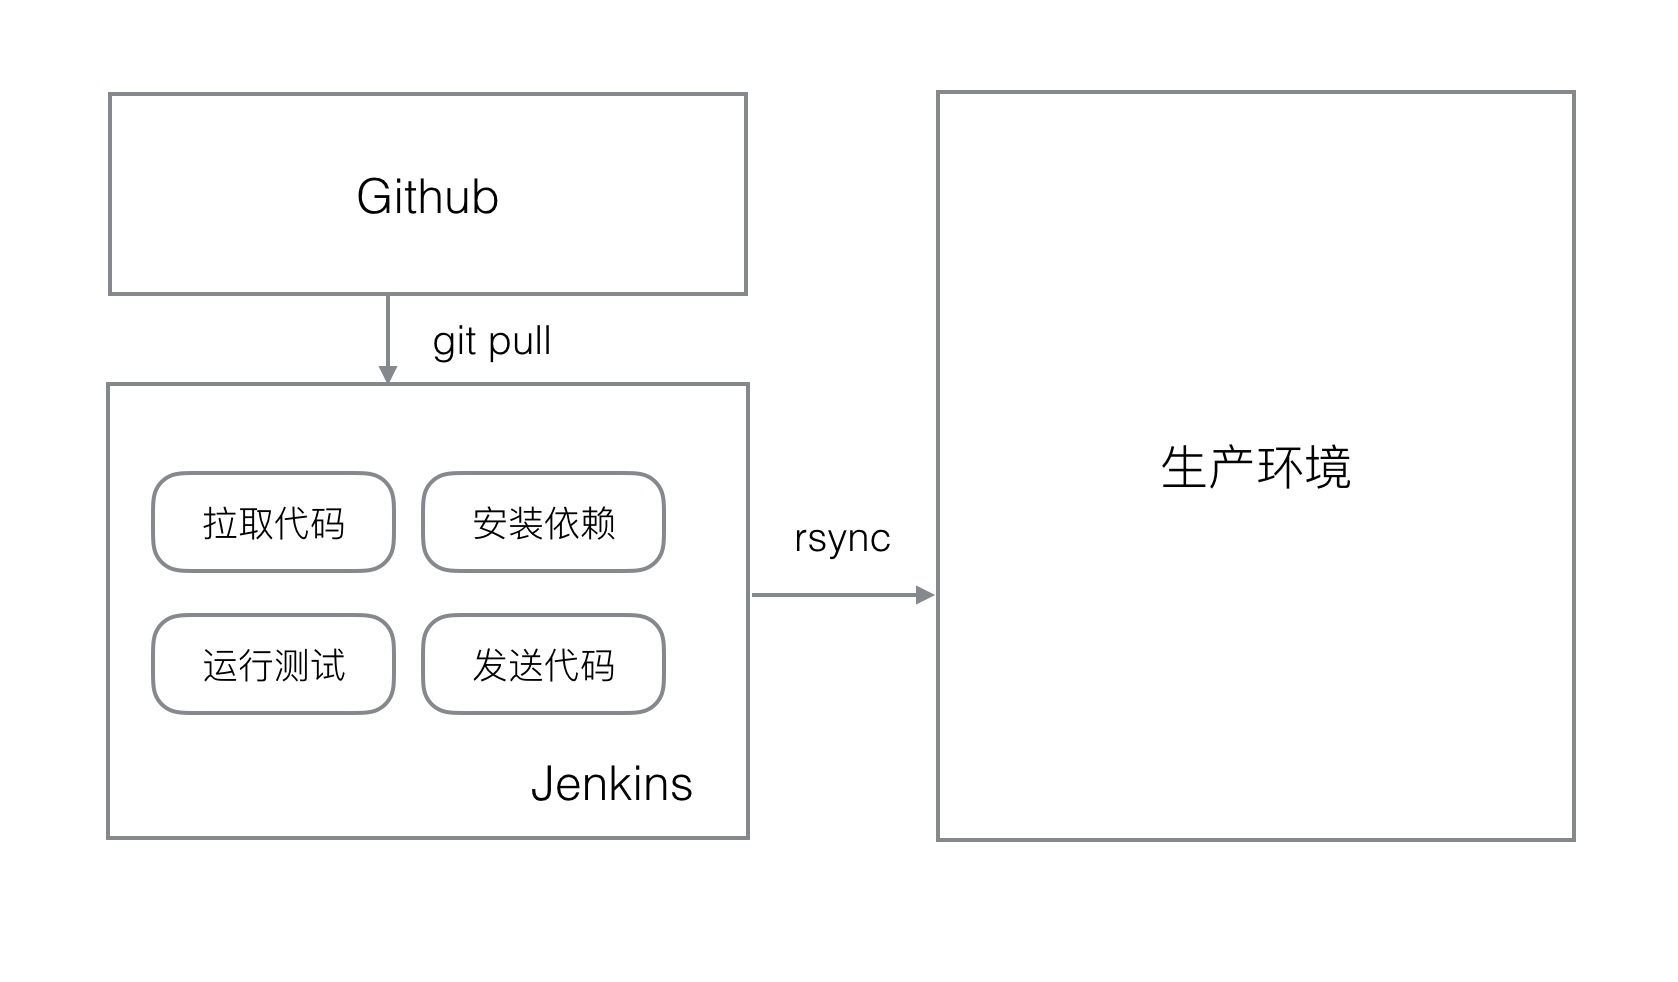 Github
git pull
拉取代码
安装依赖
运行测试
发送代码
Jenkins
rsync
生产环境